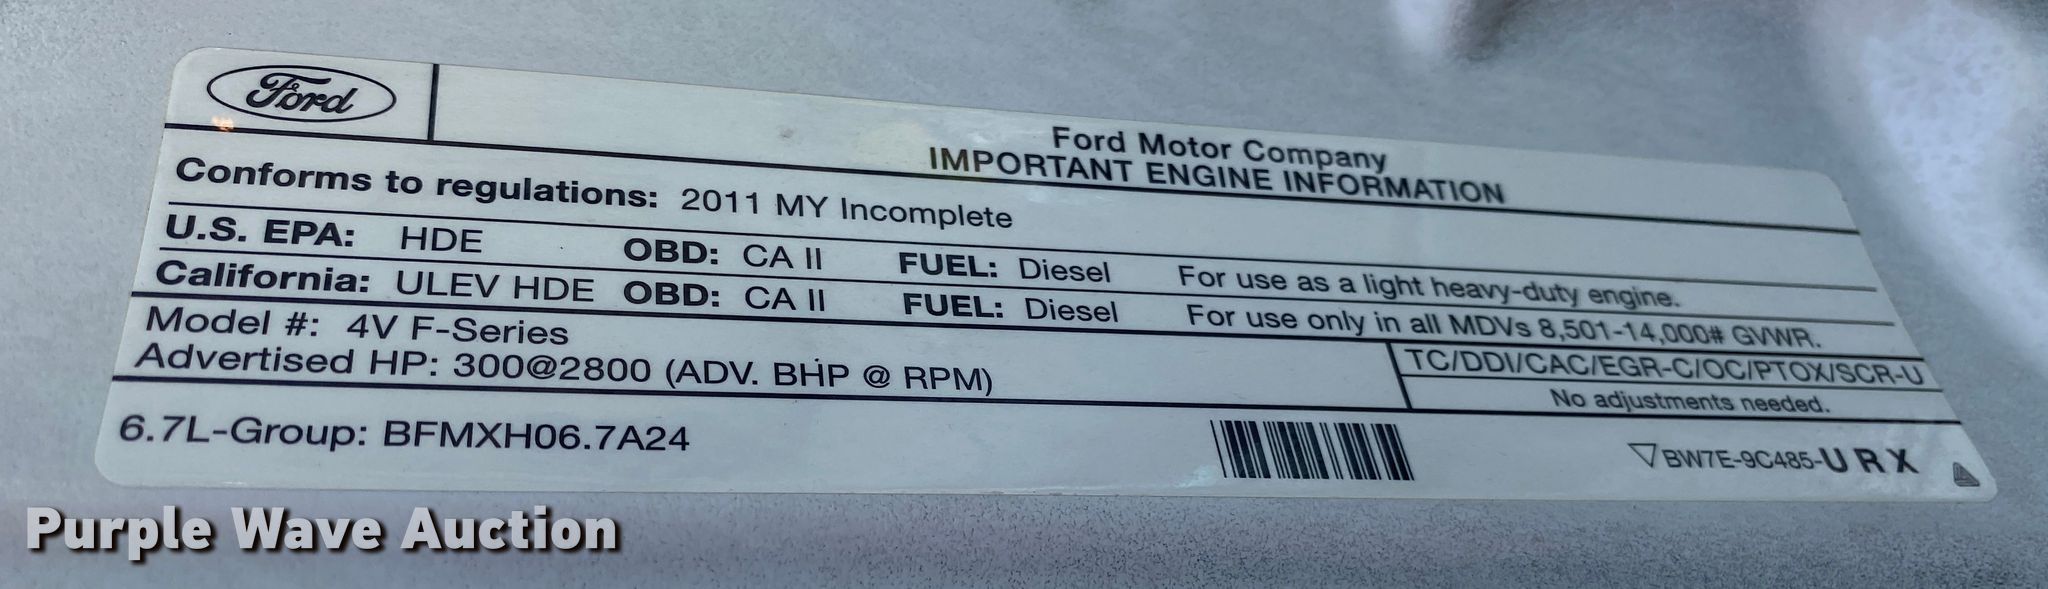 Ford
Ford Motor Company
IMPORTANT ENGINE INFORMATION
Conforms to regulations: 2011 MY Incomplete
U.S. EPA: HDE OBD: CA II FUEL: Diesel For use as a light heavy-duty engine.
California: ULEV HDE OBD: CA II FUEL: Diesel For use only in all MDVs 8,501-14,000# GVWR.
Model #: 4V F-Series
Advertised HP: 300@2800 (ADV. BHP @ RPM)
TC/DDI/CAC/EGR-C/OC/PTOX/SCR-U
No adjustments needed.
6.7L-Group: BFMXH06.7A24
BW7E-9C485-URX
Purple Wave Auction